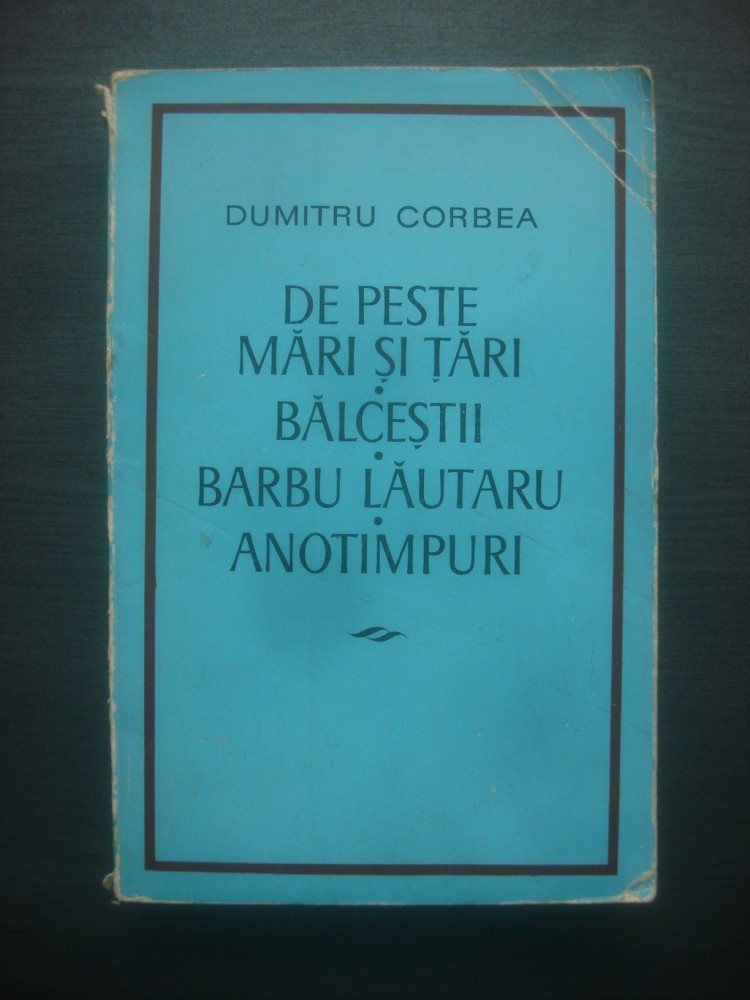 DUMITRU CORBEA
DE PESTE
MĂRI ȘI ȚĂRI
•
BĂLCEȘTII
•
BARBU LĂUTARU
•
ANOTIMPURI